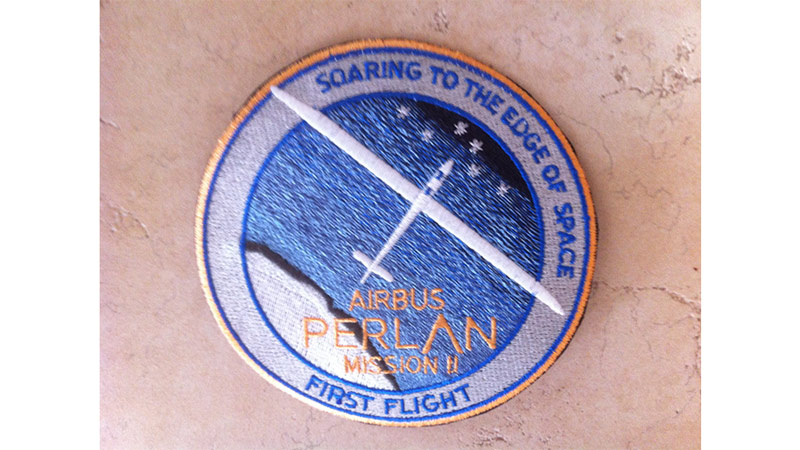 SOARING TO THE EDGE OF SPACE
AIRBUS
PERLAN
MISSION II
FIRST FLIGHT